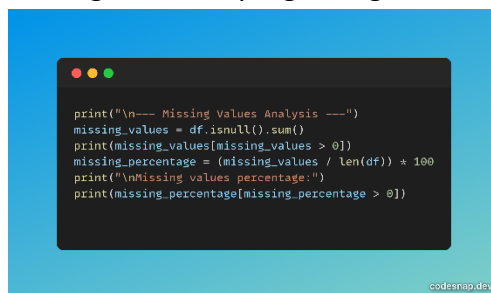 print("\n--- Missing Values Analysis ---")
missing_values = df.isnull().sum()
print(missing_values[missing_values > 0])
missing_percentage = (missing_values / len(df)) * 100
print("\nMissing values percentage:")
print(missing_percentage[missing_percentage > 0])
codesnap.dev